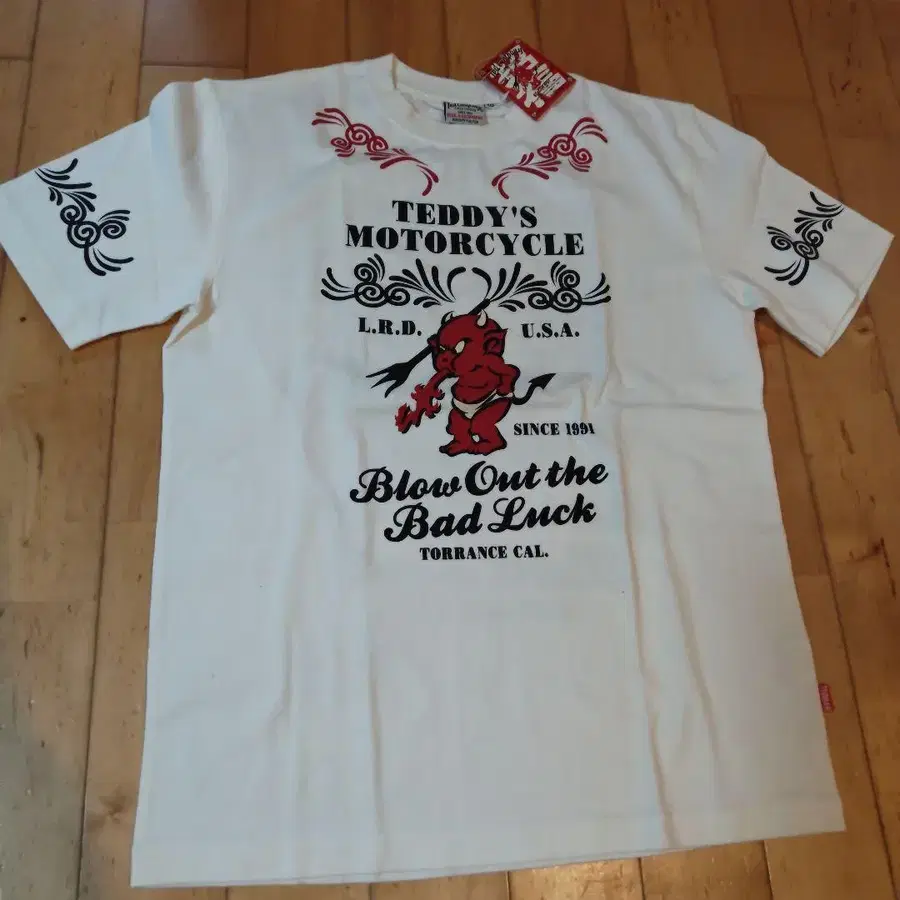 TEDDY'S
MOTORCYCLE
L.R.D. U.S.A.
SINCE 1991
Blow Out the
Bad Luck
TORRANCE CAL.